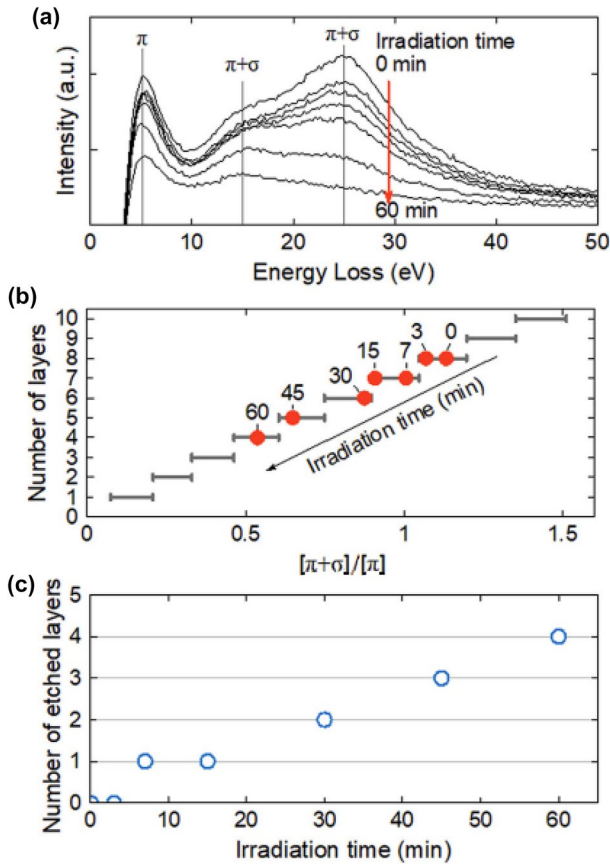 (a)
π
π+σ
π+σ
Irradiation time
0 min
60 min
Intensity (a.u.)
0 10 20 30 40 50
Energy Loss (eV)
(b)
10
9
8
7
6
5
4
3
2
1
0
Number of layers
60 45 30 15 7 3 0
Irradiation time (min)
0 0.5 1 1.5
[π+σ]/[π]
(c)
5
4
3
2
1
0
Number of etched layers
0 10 20 30 40 50 60
Irradiation time (min)